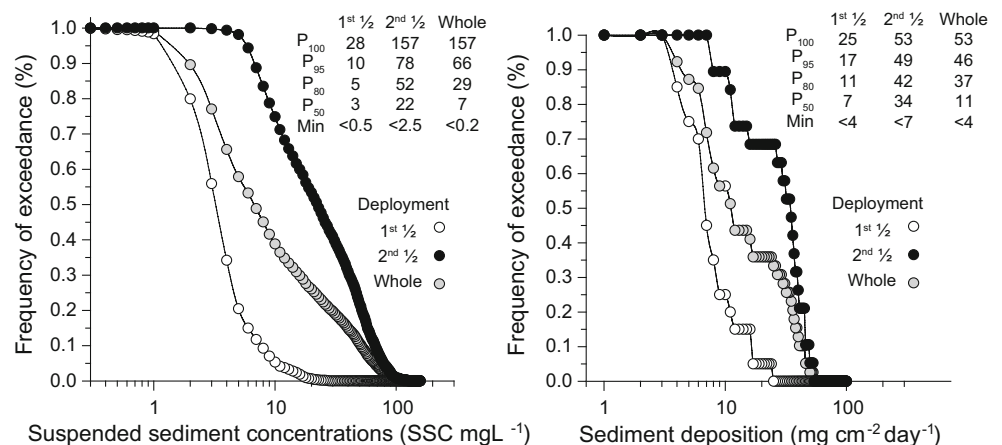 1st ½ 2nd ½ Whole
P100 28 157 157
P95 10 78 66
P80 5 52 29
P50 3 22 7
Min <0.5 <2.5 <0.2
Deployment
1st ½
2nd ½
Whole
1.0
0.9
0.8
0.7
0.6
0.5
0.4
0.3
0.2
0.1
0.0
Frequency of exceedance (%)
1 10 100
Suspended sediment concentrations (SSC mgL -1)
1st ½ 2nd ½ Whole
P100 25 53 53
P95 17 49 46
P80 11 42 37
P50 7 34 11
Min <4 <7 <4
Deployment
1st ½
2nd ½
Whole
1.0
0.9
0.8
0.7
0.6
0.5
0.4
0.3
0.2
0.1
0.0
Frequency of exceedance (%)
1 10 100
Sediment deposition (mg cm-2 day-1)